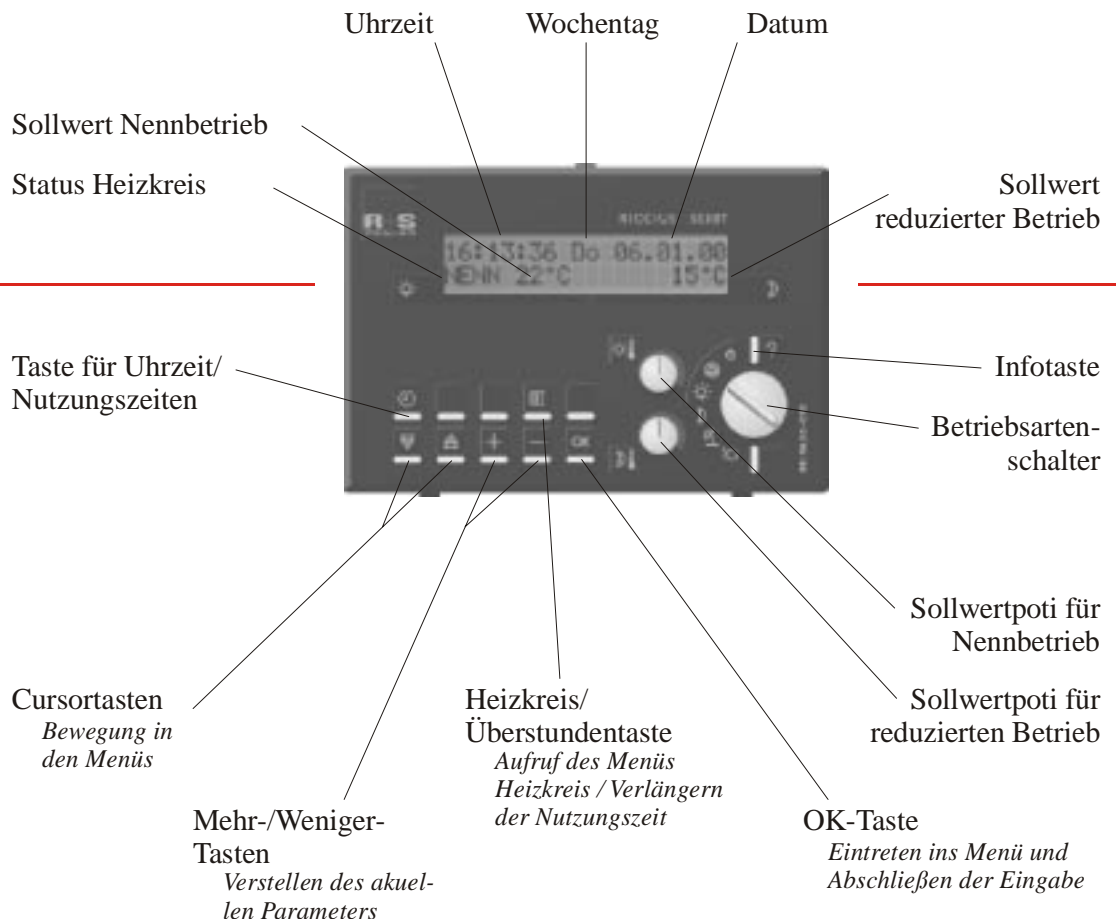 Uhrzeit
Wochentag
Datum
Sollwert Nennbetrieb
Status Heizkreis
Sollwert
reduzierter Betrieb
R S
16:13:36 Do 06.01.00
NENN 22°C 15°C
Taste für Uhrzeit/
Nutzungszeiten
Infotaste
Betriebsarten-
schalter
OK
Sollwertpoti für
Nennbetrieb
Sollwertpoti für
reduzierten Betrieb
Cursortasten
Bewegung in
den Menüs
Heizkreis/
Überstundentaste
Aufruf des Menüs
Heizkreis / Verlängern
der Nutzungszeit
Mehr-/Weniger-
Tasten
Verstellen des akuel-
len Parameters
OK-Taste
Eintreten ins Menü und
Abschließen der Eingabe